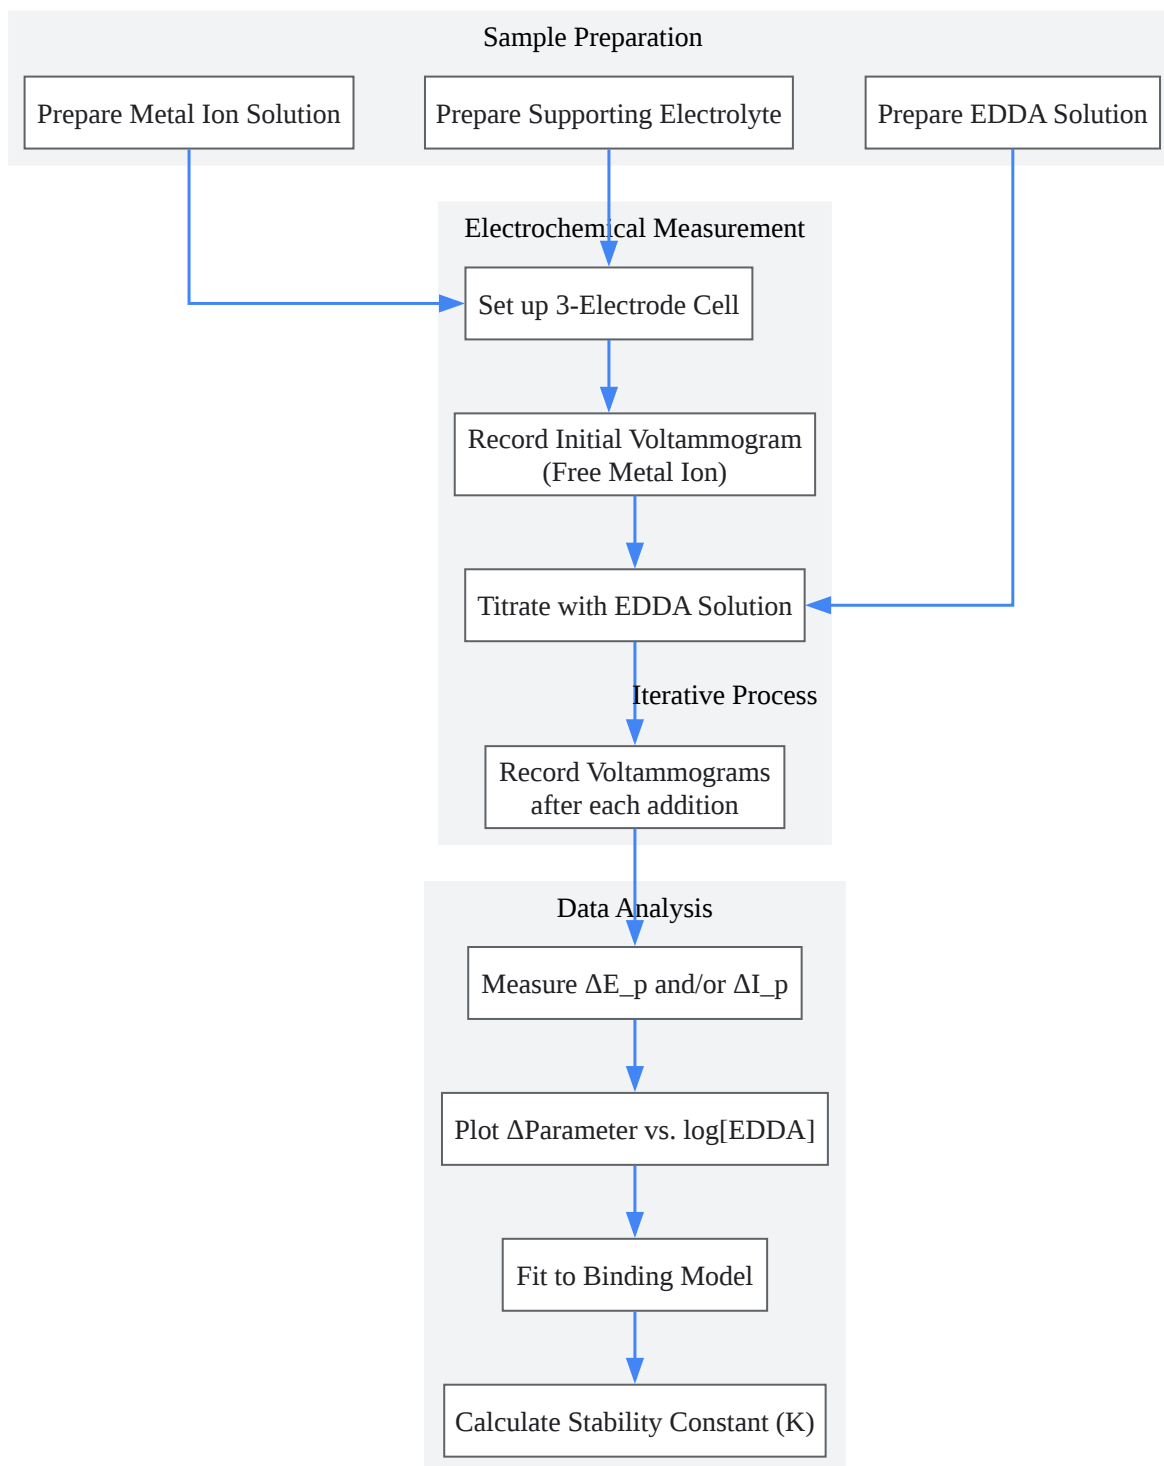 Sample Preparation
Prepare Metal Ion Solution
Prepare Supporting Electrolyte
Prepare EDDA Solution
Electrochemical Measurement
Set up 3-Electrode Cell
Record Initial Voltammogram
(Free Metal Ion)
Titrate with EDDA Solution
Iterative Process
Record Voltammograms
after each addition
Data Analysis
Measure ΔE_p and/or ΔI_p
Plot ΔParameter vs. log[EDDA]
Fit to Binding Model
Calculate Stability Constant (K)